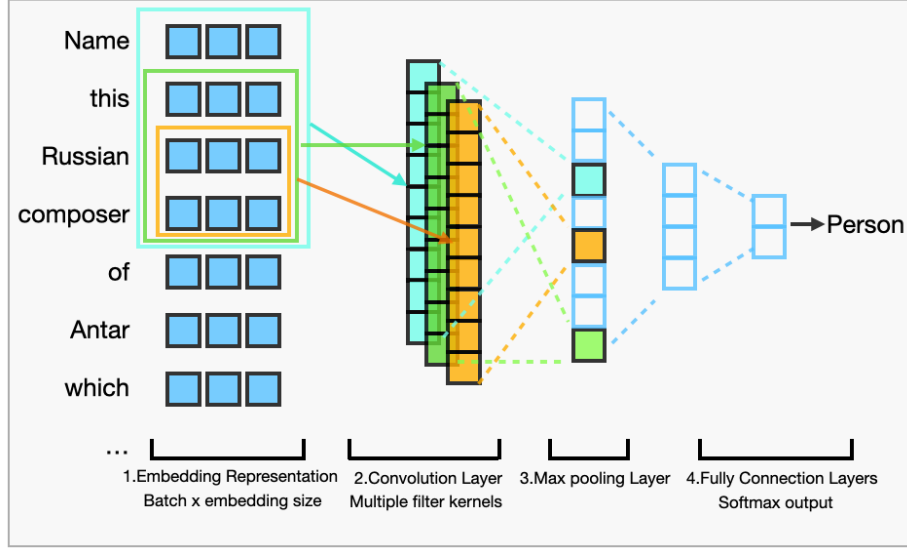 Name
this
Russian
composer
of
Antar
which
...
Person
1.Embedding Representation
Batch x embedding size
2.Convolution Layer
Multiple filter kernels
3.Max pooling Layer
4.Fully Connection Layers
Softmax output